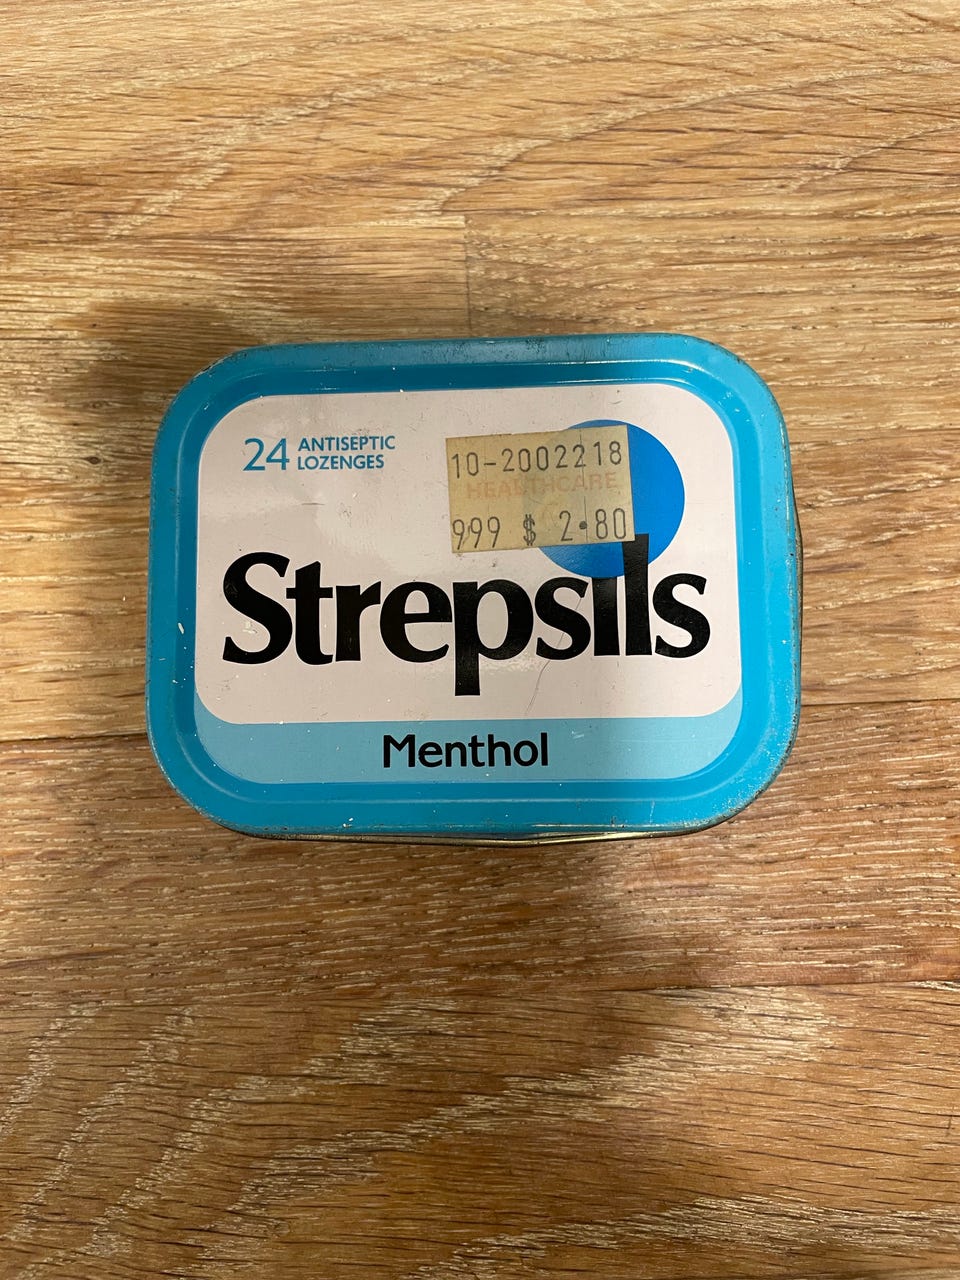 24 ANTISEPTIC
LOZENGES
10-2002218
HEALTHCARE
999 $ 2.80
Strepsils
Menthol